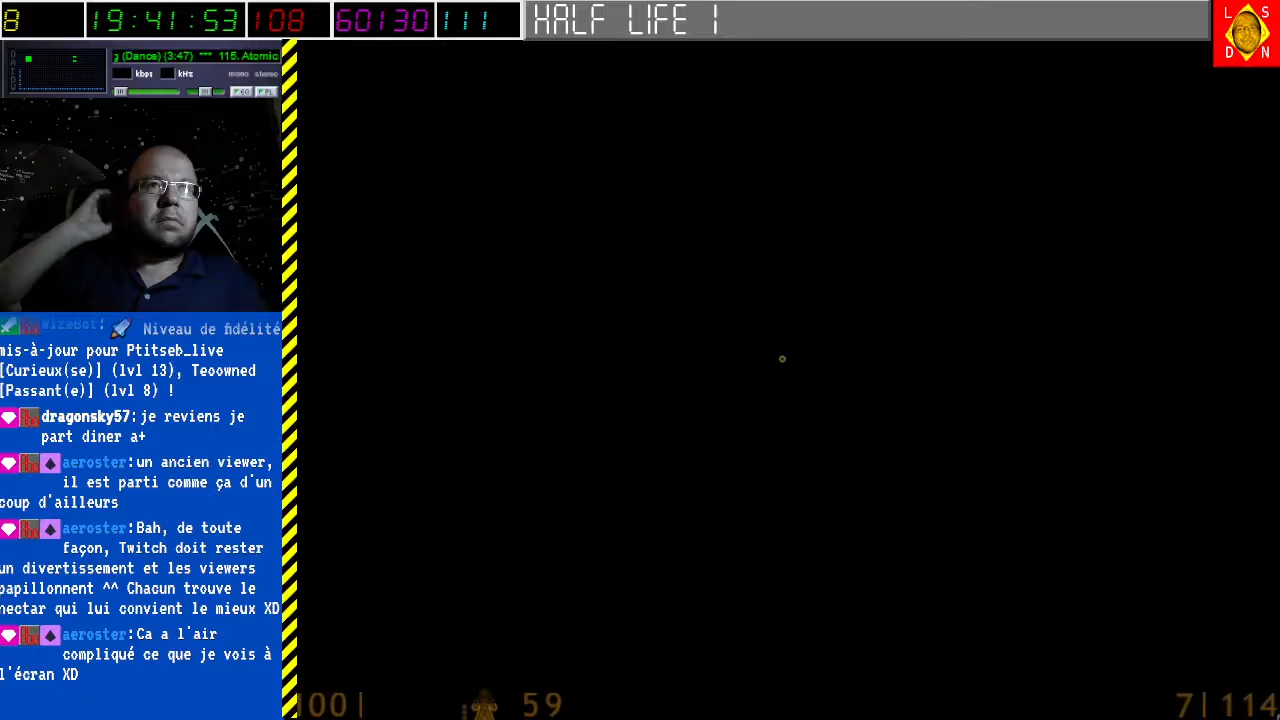 8 19:41:53 108 60130 111 HALF LIFE 1
L S
D N
g (Dance) (3:47) *** 115. Atomic
kbps kHz mono stereo
EQ PL
WizeBot: Niveau de fidélité
mis-à-jour pour Ptitseb_live
[Curieux(se)] (lvl 13), Teoowned
[Passant(e)] (lvl 8) !
dragonsky57: je reviens je
part diner a+
aeroster: un ancien viewer,
il est parti comme ça d'un
coup d'ailleurs
aeroster: Bah, de toute
façon, Twitch doit rester
un divertissement et les viewers
papillonnent ^^ Chacun trouve le
nectar qui lui convient le mieux XD
aeroster: Ca a l'air
compliqué ce que je vois à
l'écran XD
100| 59 7|114